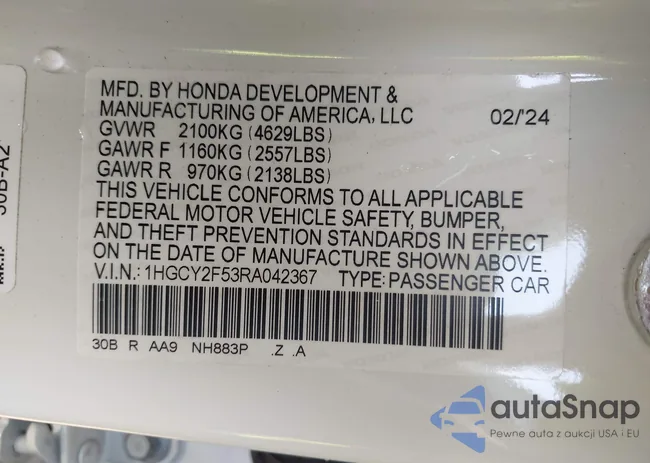 MFD. BY HONDA DEVELOPMENT &
MANUFACTURING OF AMERICA, LLC 02/'24
GVWR 2100KG (4629LBS)
GAWR F 1160KG (2557LBS)
GAWR R 970KG (2138LBS)
THIS VEHICLE CONFORMS TO ALL APPLICABLE
FEDERAL MOTOR VEHICLE SAFETY, BUMPER,
AND THEFT PREVENTION STANDARDS IN EFFECT
ON THE DATE OF MANUFACTURE SHOWN ABOVE.
V.I.N.: 1HGCY2F53RA042367 TYPE: PASSENGER CAR
30B R AA9 NH883P .Z .A
30B-A2
autaSnap
Pewne auta z aukcji USA i EU